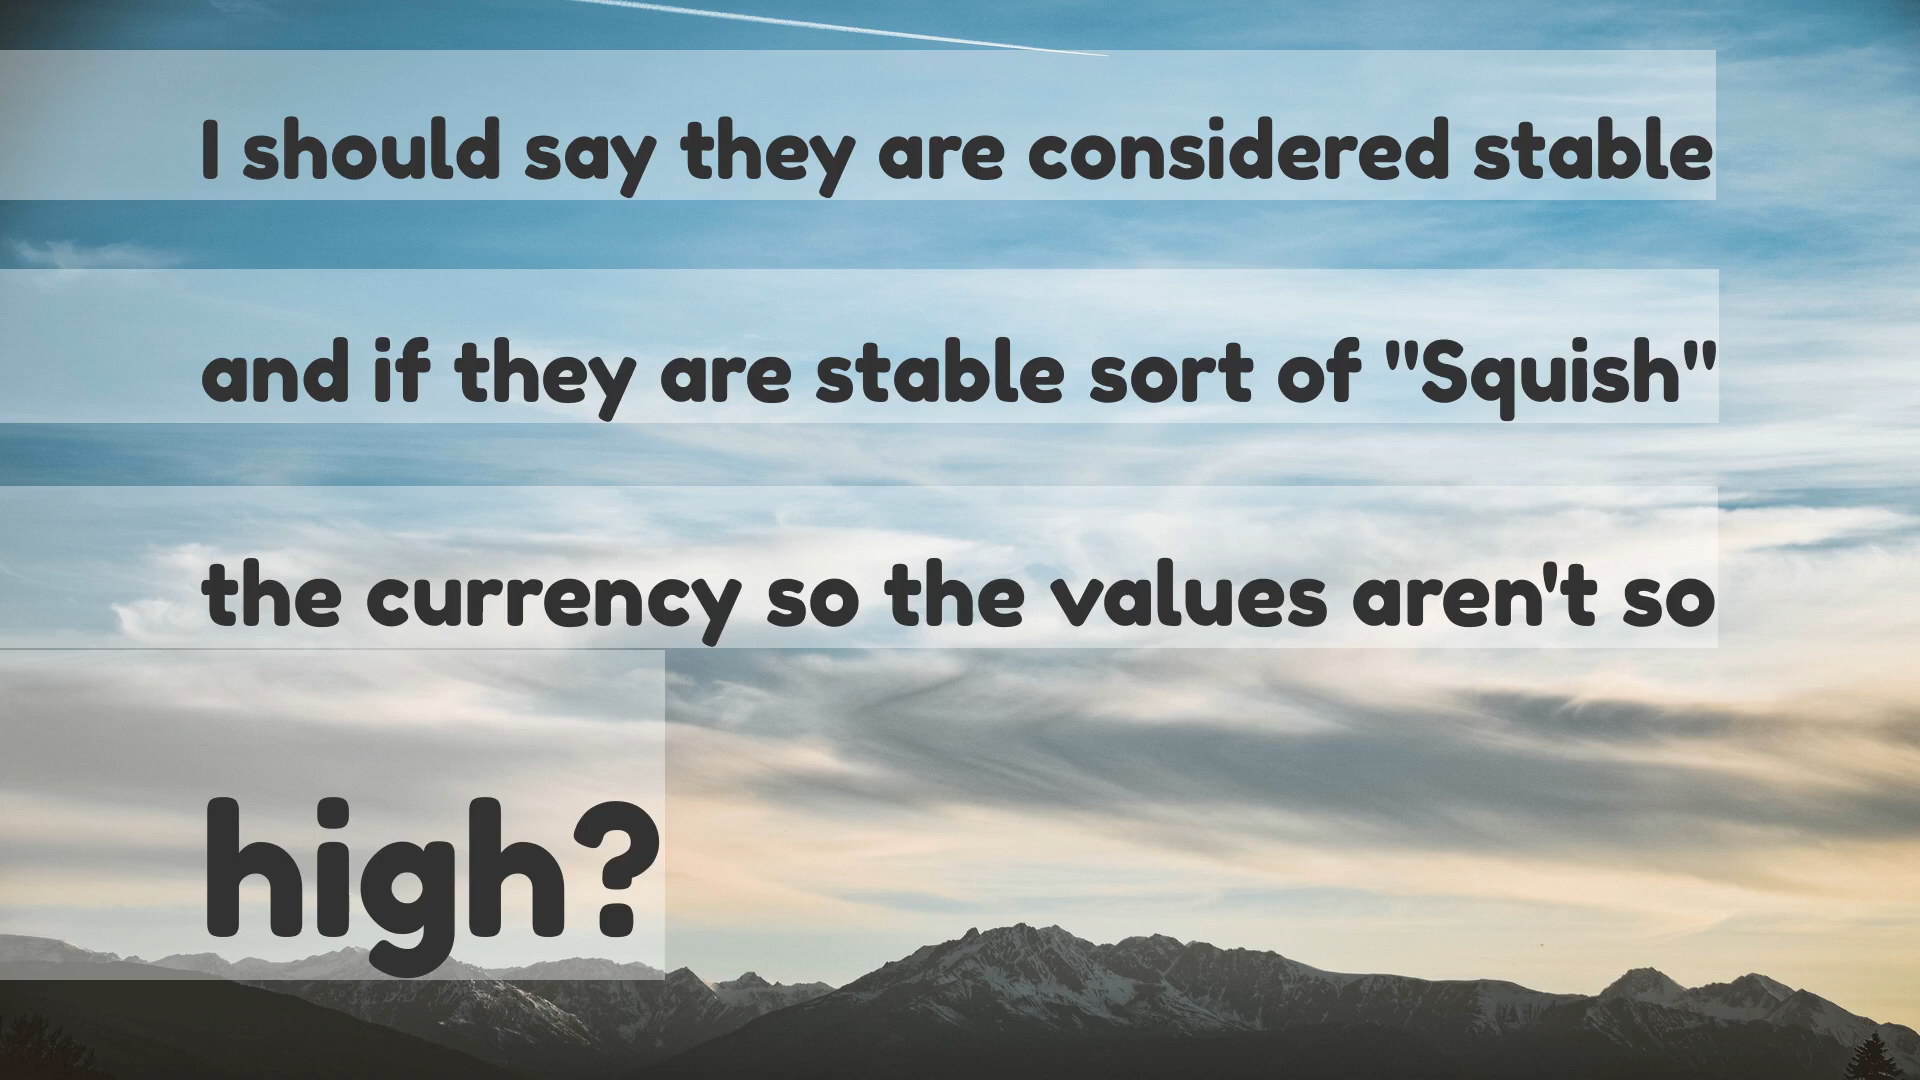 I should say they are considered stable
and if they are stable sort of "Squish"
the currency so the values aren't so
high?